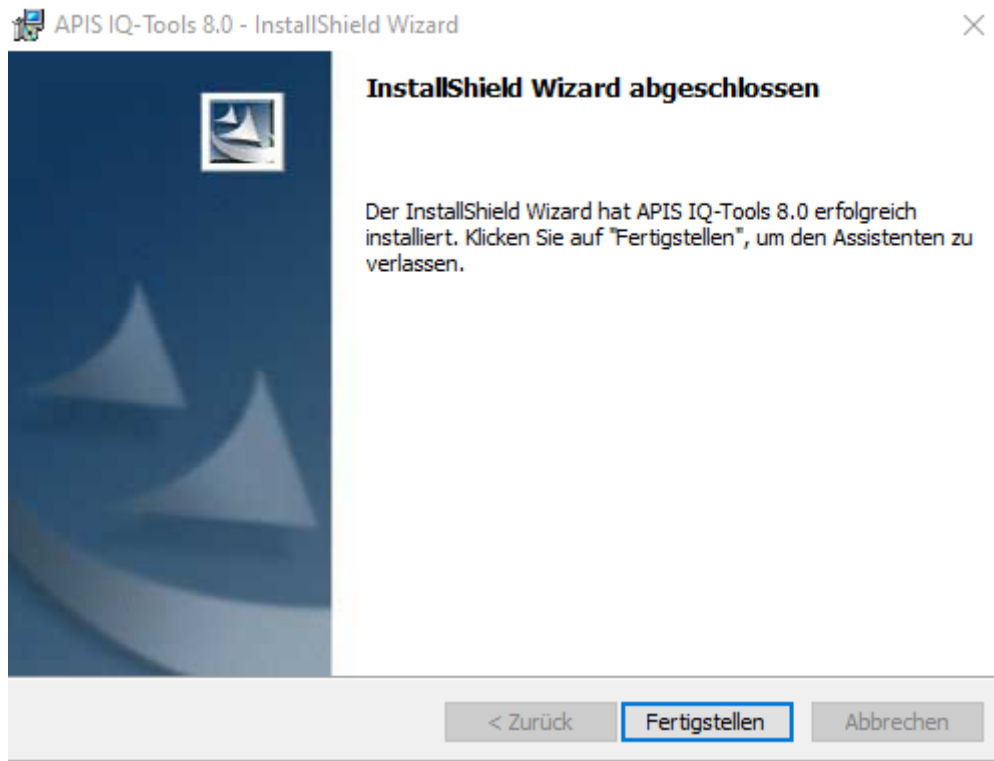 APIS IQ-Tools 8.0 - InstallShield Wizard
InstallShield Wizard abgeschlossen
Der InstallShield Wizard hat APIS IQ-Tools 8.0 erfolgreich
installiert. Klicken Sie auf "Fertigstellen", um den Assistenten zu
verlassen.
< Zurück
Fertigstellen
Abbrechen